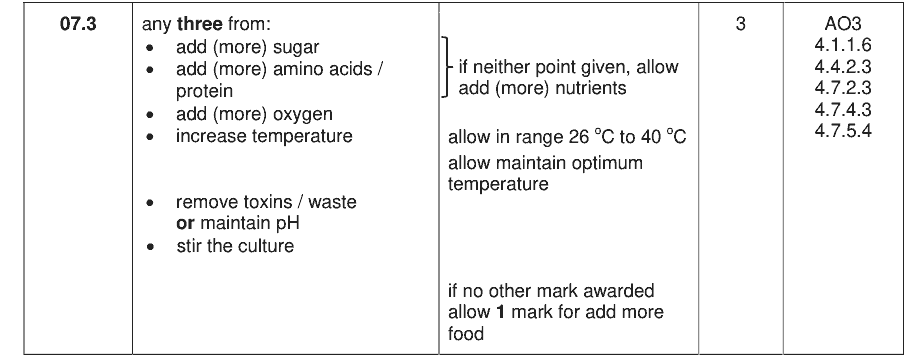 07.3
any three from:
• add (more) sugar
• add (more) amino acids /
protein
• add (more) oxygen
• increase temperature
• remove toxins / waste
or maintain pH
• stir the culture
if neither point given, allow
add (more) nutrients
allow in range 26 °C to 40 °C
allow maintain optimum
temperature
if no other mark awarded
allow 1 mark for add more
food
3
AO3
4.1.1.6
4.4.2.3
4.7.2.3
4.7.4.3
4.7.5.4